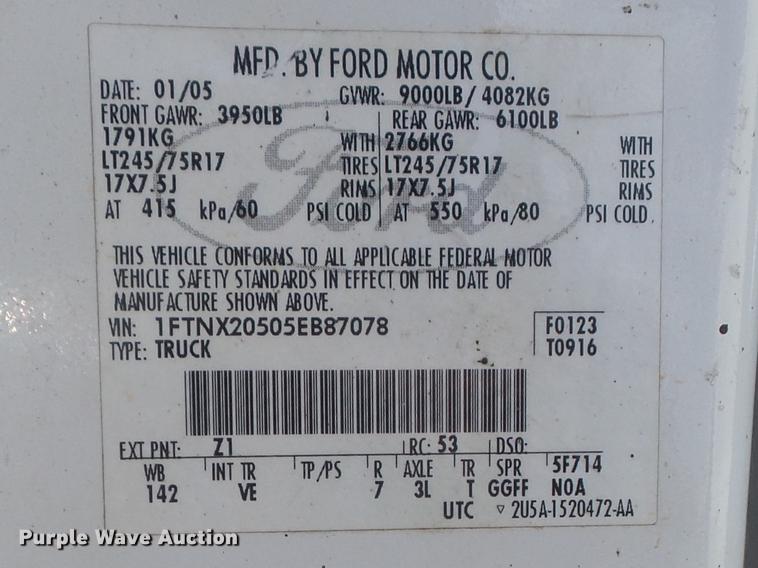 MFD. BY FORD MOTOR CO.
DATE: 01/05 GVWR: 9000LB/ 4082KG
FRONT GAWR: 3950LB REAR GAWR: 6100LB
1791KG WITH 2766KG WITH
LT245/75R17 TIRES LT245/75R17 TIRES
17X7.5J RIMS 17X7.5J RIMS
AT 415 kPa/60 PSI COLD AT 550 kPa/80 PSI COLD.
Ford
THIS VEHICLE CONFORMS TO ALL APPLICABLE FEDERAL MOTOR
VEHICLE SAFETY STANDARDS IN EFFECT ON THE DATE OF
MANUFACTURE SHOWN ABOVE.
VIN: 1FTNX20505EB87078 F0123
TYPE: TRUCK T0916
EXT PNT: Z1 RC: 53 DSO:
WB INT TR TP/PS R AXLE TR SPR 5F714
142 VE 7 3L T GGFF NOA
UTC ▽ 2U5A-1520472-AA
Purple Wave Auction